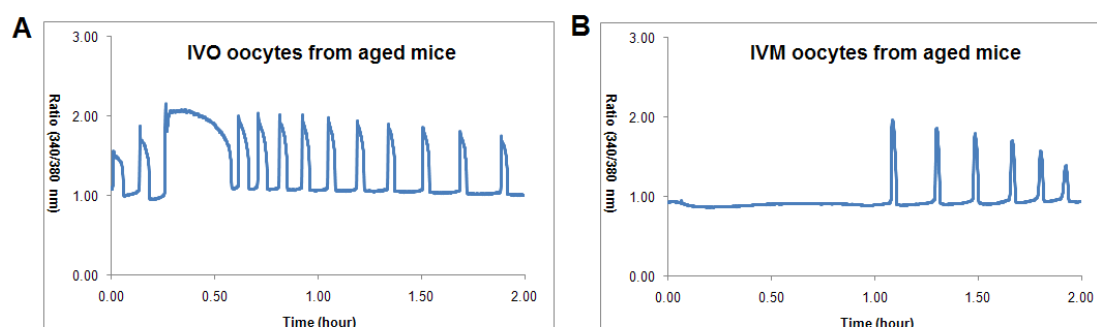 A
IVO oocytes from aged mice
Ratio (340/380 nm)
3.00
2.00
1.00
0.00
0.00 0.50 1.00 1.50 2.00
Time (hour)
B
IVM oocytes from aged mice
Ratio (340/380 nm)
3.00
2.00
1.00
0.00
0.00 0.50 1.00 1.50 2.00
Time (hour)